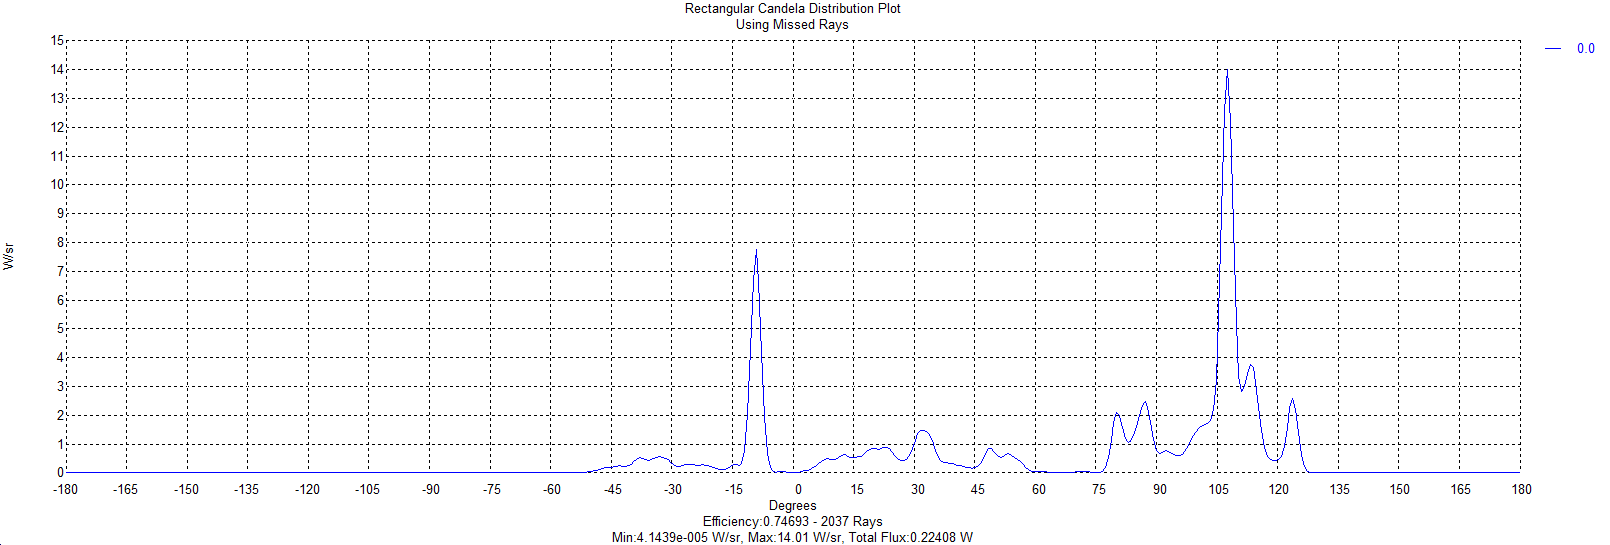 Rectangular Candela Distribution Plot
Using Missed Rays
0.0
15
14
13
12
11
10
9
8
7
6
5
4
3
2
1
0
W/sr
-180 -165 -150 -135 -120 -105 -90 -75 -60 -45 -30 -15 0 15 30 45 60 75 90 105 120 135 150 165 180
Degrees
Efficiency:0.74693 - 2037 Rays
Min:4.1439e-005 W/sr, Max:14.01 W/sr, Total Flux:0.22408 W